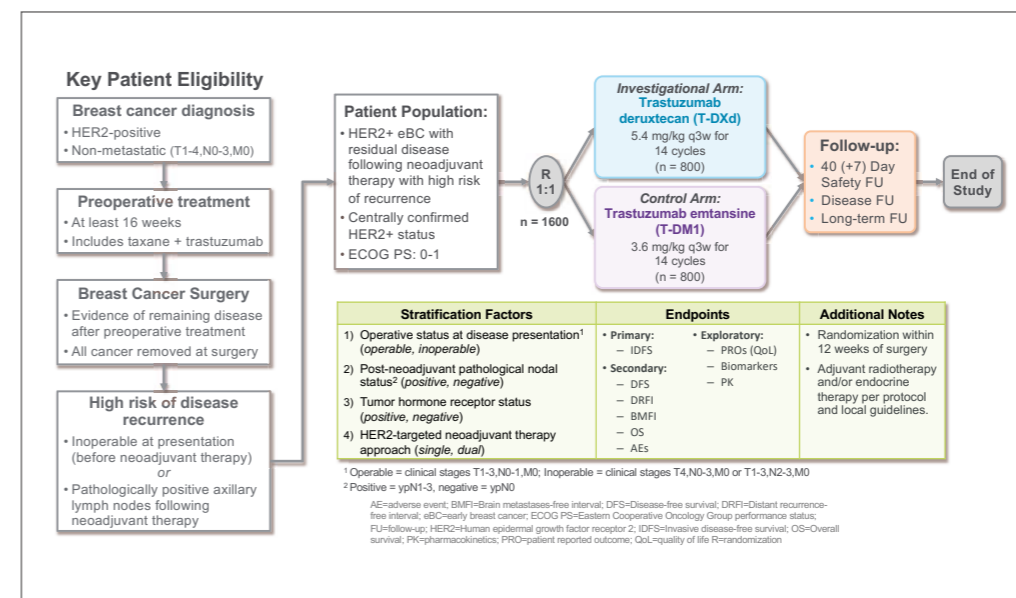 Key Patient Eligibility
Breast cancer diagnosis
• HER2-positive
• Non-metastatic (T1-4,N0-3,M0)
Preoperative treatment
• At least 16 weeks
• Includes taxane + trastuzumab
Breast Cancer Surgery
• Evidence of remaining disease
after preoperative treatment
• All cancer removed at surgery
High risk of disease
recurrence
• Inoperable at presentation
(before neoadjuvant therapy)
or
• Pathologically positive axillary
lymph nodes following
neoadjuvant therapy
Patient Population:
• HER2+ eBC with
residual disease
following neoadjuvant
therapy with high risk
of recurrence
• Centrally confirmed
HER2+ status
• ECOG PS: 0-1
R
1:1
n = 1600
Investigational Arm:
Trastuzumab
deruxtecan (T-DXd)
5.4 mg/kg q3w for
14 cycles
(n = 800)
Control Arm:
Trastuzumab emtansine
(T-DM1)
3.6 mg/kg q3w for
14 cycles
(n = 800)
Follow-up:
• 40 (+7) Day
Safety FU
• Disease FU
• Long-term FU
End of
Study
Stratification Factors
1) Operative status at disease presentation¹
(operable, inoperable)
2) Post-neoadjuvant pathological nodal
status² (positive, negative)
3) Tumor hormone receptor status
(positive, negative)
4) HER2-targeted neoadjuvant therapy
approach (single, dual)
Endpoints
• Primary:
– IDFS
• Secondary:
– DFS
– DRFI
– BMFI
– OS
– AEs
• Exploratory:
– PROs (QoL)
– Biomarkers
– PK
Additional Notes
• Randomization within
12 weeks of surgery
• Adjuvant radiotherapy
and/or endocrine
therapy per protocol
and local guidelines.
¹ Operable = clinical stages T1-3,N0-1,M0; Inoperable = clinical stages T4,N0-3,M0 or T1-3,N2-3,M0
² Positive = ypN1-3, negative = ypN0
AE=adverse event; BMFI=Brain metastases-free interval; DFS=Disease-free survival; DRFI=Distant recurrence-
free interval; eBC=early breast cancer; ECOG PS=Eastern Cooperative Oncology Group performance status;
FU=follow-up; HER2=Human epidermal growth factor receptor 2; IDFS=Invasive disease-free survival; OS=Overall
survival; PK=pharmacokinetics; PRO=patient reported outcome; QoL=quality of life R=randomization